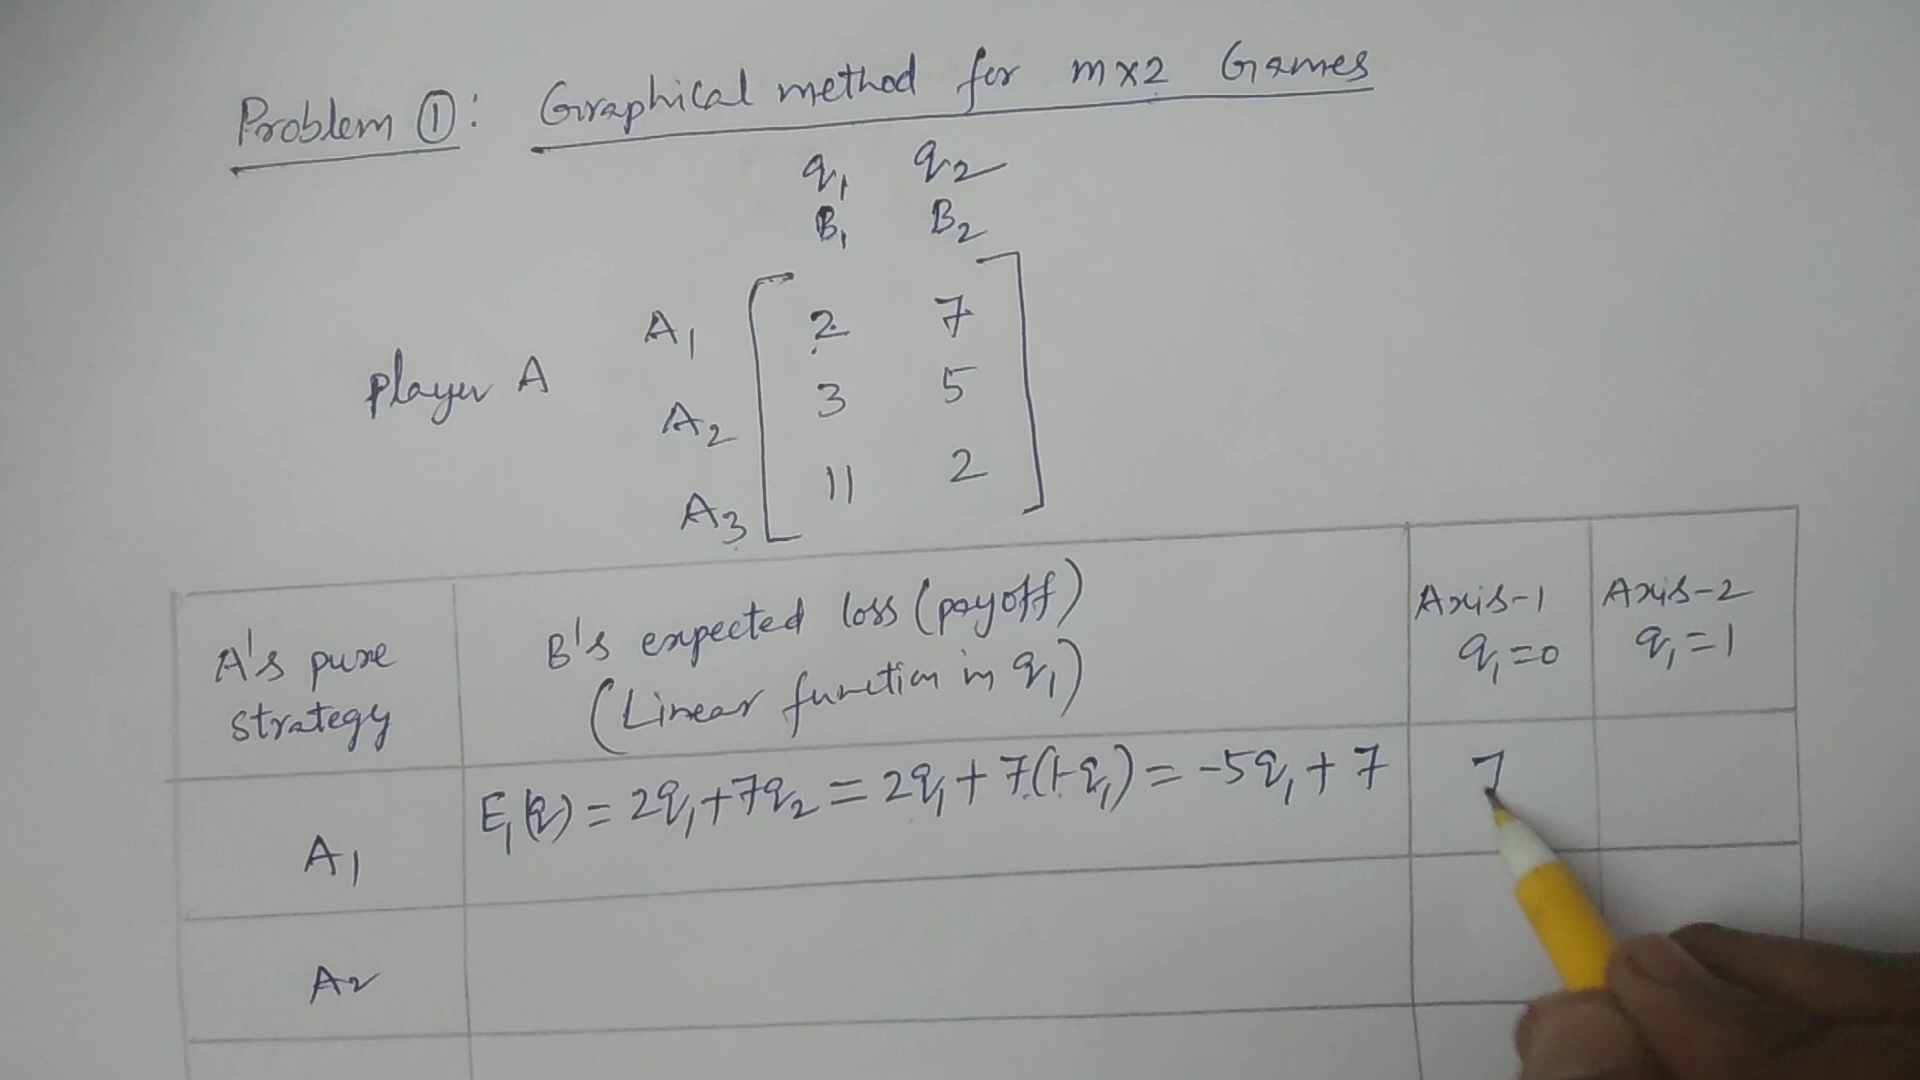 Problem ①: Graphical method for mx2 Games
q₁ q₂
B₁ B₂
A₁ 2 7
Player A
A₂ 3 5
A₃ 11 2
A's pure strategy
B's expected loss (payoff)
(Linear function in q₁)
Axis-1
q₁=0
Axis-2
q₁=1
A₁
E₁(q) = 2q₁+7q₂ = 2q₁+7(1-q₁) = -5q₁+7
7
A₂